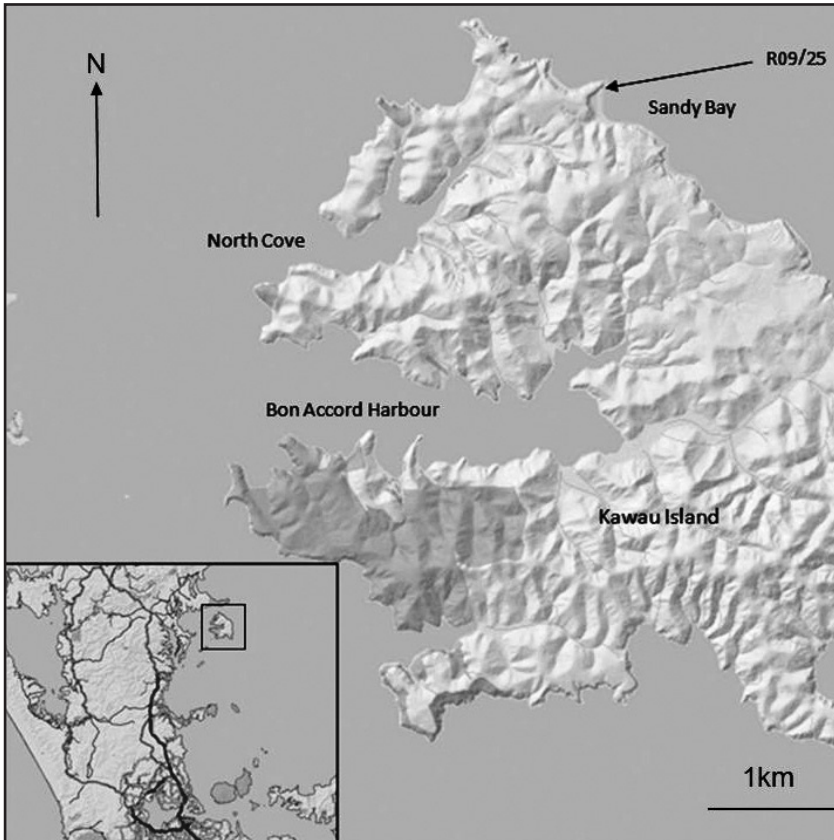 N
R09/25
Sandy Bay
North Cove
Bon Accord Harbour
Kawau Island
1km